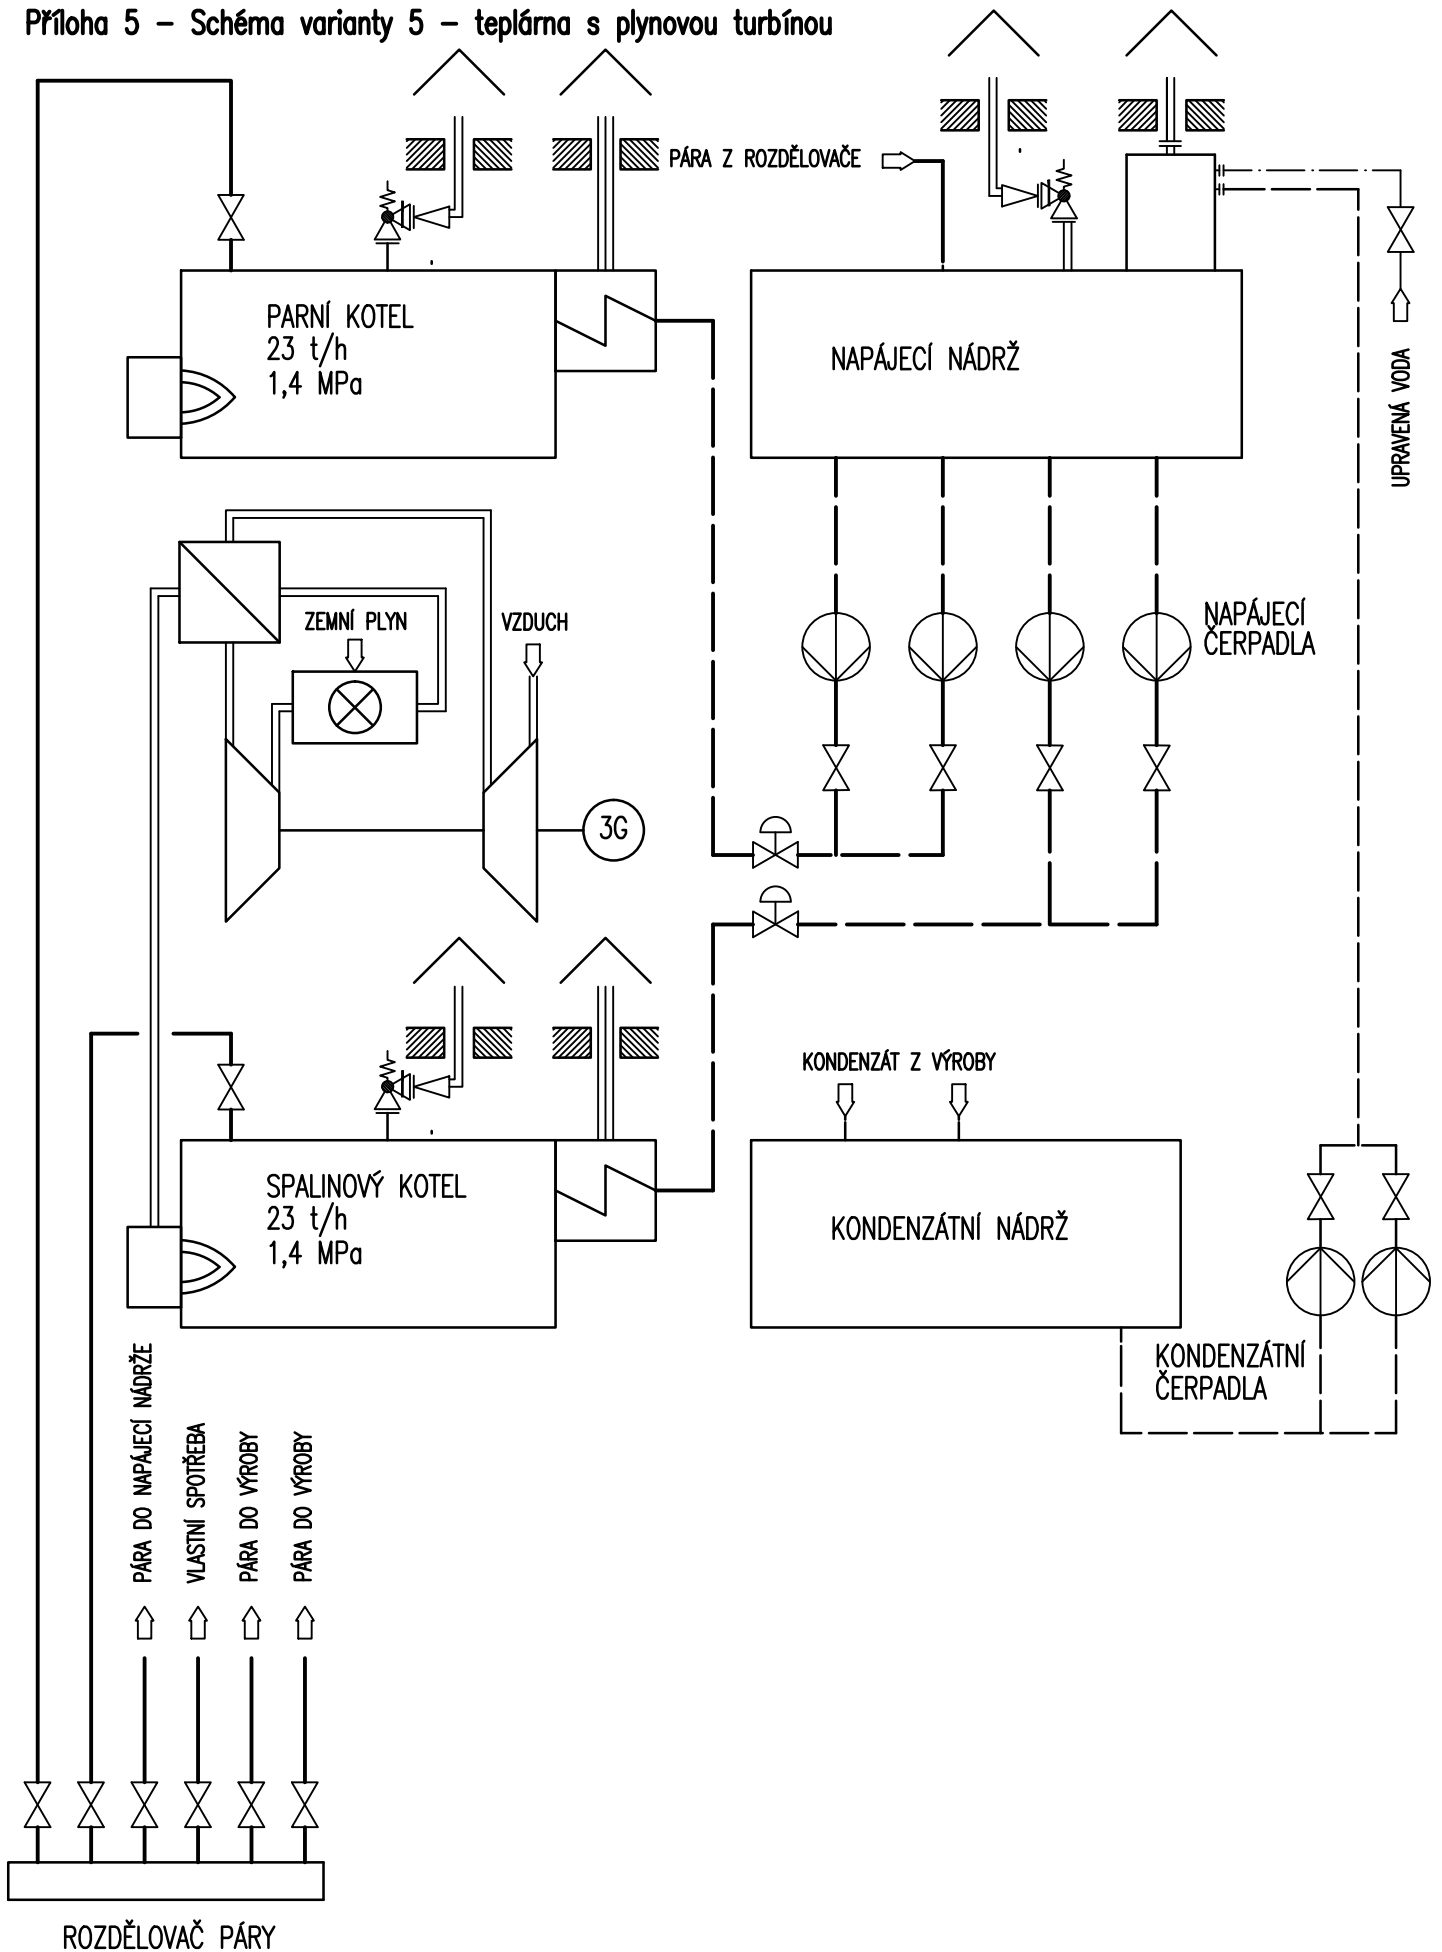 Příloha 5 – Schéma varianty 5 – teplárna s plynovou turbínou
PÁRA Z ROZDĚLOVAČE
PARNÍ KOTEL
23 t/h
1,4 MPa
NAPÁJECÍ NÁDRŽ
UPRAVENÁ VODA
ZEMNÍ PLYN
VZDUCH
NAPÁJECÍ
ČERPADLA
3G
KONDENZÁT Z VÝROBY
SPALINOVÝ KOTEL
23 t/h
1,4 MPa
KONDENZÁTNÍ NÁDRŽ
KONDENZÁTNÍ
ČERPADLA
PÁRA DO NAPÁJECÍ NÁDRŽE
VLASTNÍ SPOTŘEBA
PÁRA DO VÝROBY
PÁRA DO VÝROBY
ROZDĚLOVAČ PÁRY